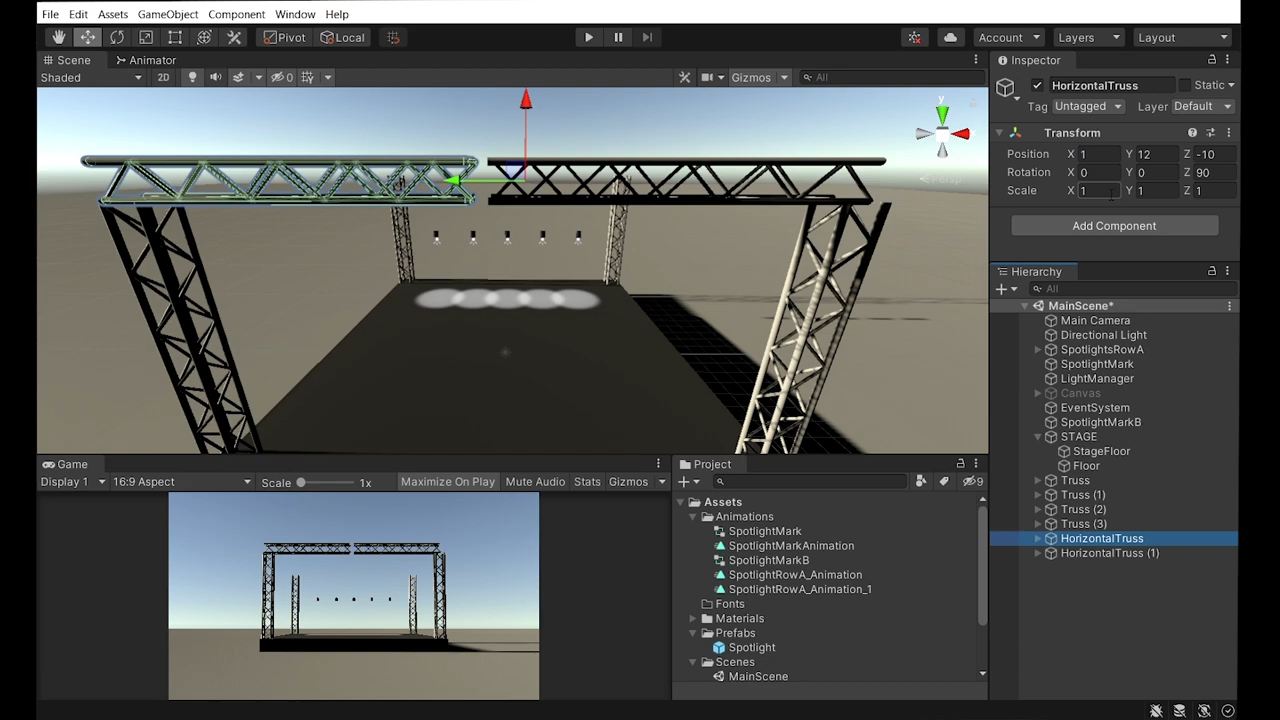 File Edit Assets GameObject Component Window Help
Pivot Local Account Layers Layout
Scene Animator
Shaded 2D 0 Gizmos All
y
Persp
Inspector
HorizontalTruss Static
Tag Untagged Layer Default
Transform
Position X 1 Y 12 Z -10
Rotation X 0 Y 0 Z 90
Scale X 1 Y 1 Z 1
Add Component
Hierarchy
All
MainScene*
Main Camera
Directional Light
SpotlightsRowA
SpotlightMark
LightManager
Canvas
EventSystem
SpotlightMarkB
STAGE
StageFloor
Floor
Truss
Truss (1)
Truss (2)
Truss (3)
HorizontalTruss
HorizontalTruss (1)
Game
Display 1 16:9 Aspect Scale 1x Maximize On Play Mute Audio Stats Gizmos
Project
9
Assets
Animations
SpotlightMark
SpotlightMarkAnimation
SpotlightMarkB
SpotlightRowA_Animation
SpotlightRowA_Animation_1
Fonts
Materials
Prefabs
Spotlight
Scenes
MainScene